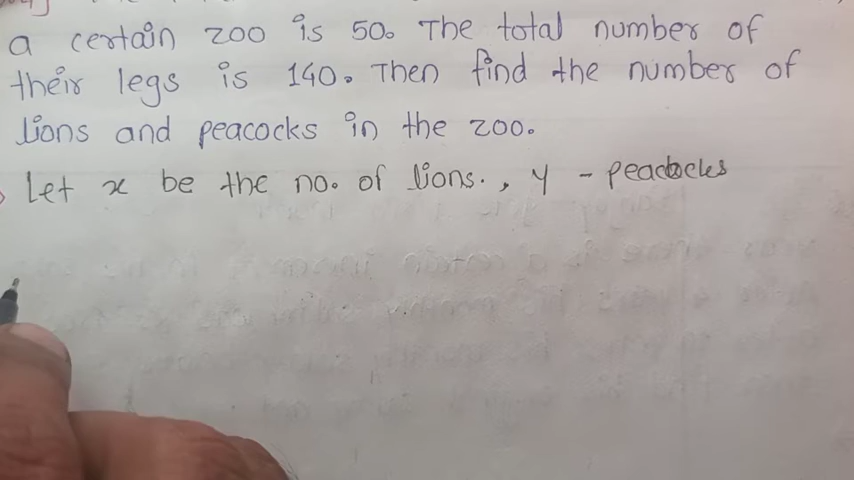 a certain zoo is 50. The total number of
their legs is 140. Then find the number of
lions and peacocks in the zoo.
Let x be the no. of lions., y - peacocks